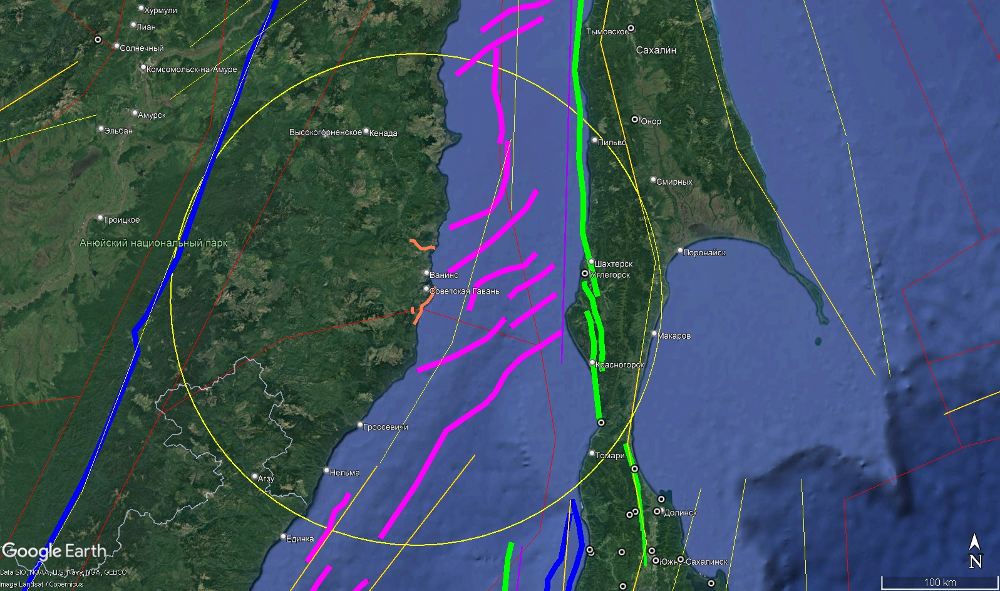 Хурмули
Лиан
Солнечный
Комсомольск-на-Амуре
Амурск
Эльбан
Высокогорненское
Кенада
Тымовское
Сахалин
Онор
Пильво
Смирных
Троицкое
Анюйский национальный парк
Поронайск
Шахтерск
Углегорск
Ванино
Советская Гавань
Макаров
Красногорск
Гроссевичи
Томари
Нельма
Агзу
Долинск
Единка
Южно-Сахалинск
Google Earth
Data SIO, NOAA, U.S. Navy, NGA, GEBCO
Image Landsat / Copernicus
N
100 km